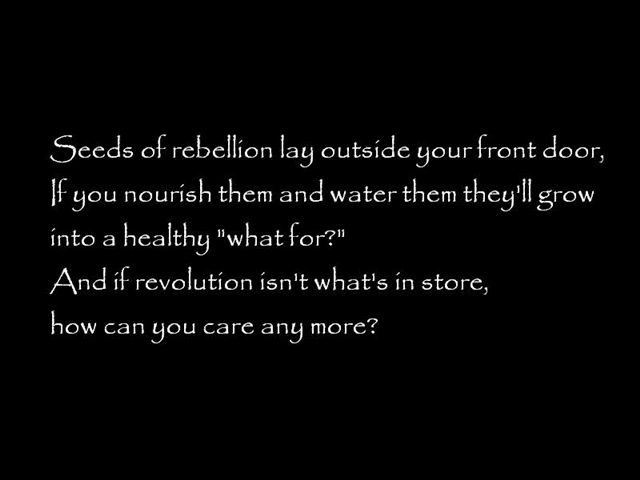 Seeds of rebellion lay outside your front door,
If you nourish them and water them they'll grow
into a healthy "what for?"
And if revolution isn't what's in store,
how can you care any more?